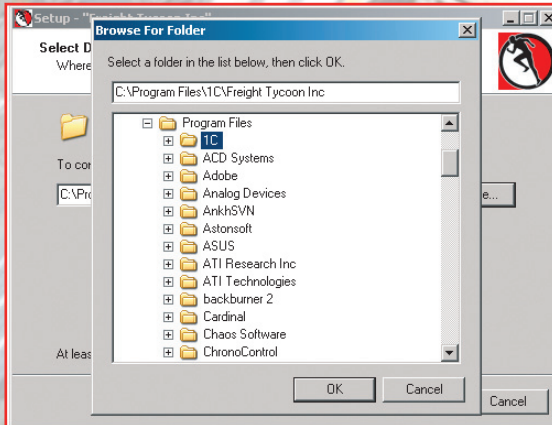 Setup - "Freight Tycoon Inc"
Browse For Folder
Select D
Where
Select a folder in the list below, then click OK.
C:\Program Files\1C\Freight Tycoon Inc
Program Files
1C
ACD Systems
Adobe
To con
Analog Devices
C:\Pro
e...
AnkhSVN
Astonsoft
ASUS
ATI Research Inc
ATI Technologies
backburner 2
Cardinal
Chaos Software
At leas
ChronoControl
OK
Cancel
Cancel